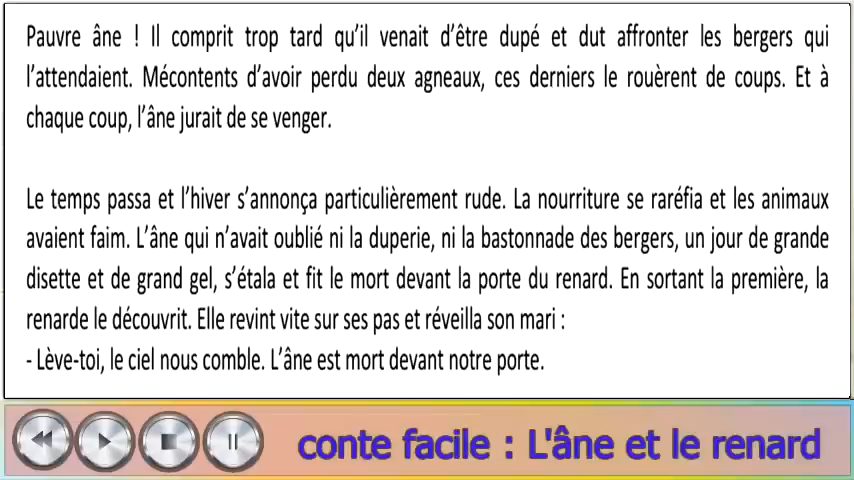 Pauvre âne ! Il comprit trop tard qu'il venait d'être dupé et dut affronter les bergers qui
l'attendaient. Mécontents d'avoir perdu deux agneaux, ces derniers le rouèrent de coups. Et à
chaque coup, l'âne jurait de se venger.
Le temps passa et l'hiver s'annonça particulièrement rude. La nourriture se raréfia et les animaux
avaient faim. L'âne qui n'avait oublié ni la duperie, ni la bastonnade des bergers, un jour de grande
disette et de grand gel, s'étala et fit le mort devant la porte du renard. En sortant la première, la
renarde le découvrit. Elle revint vite sur ses pas et réveilla son mari :
- Lève-toi, le ciel nous comble. L'âne est mort devant notre porte.
conte facile : L'âne et le renard